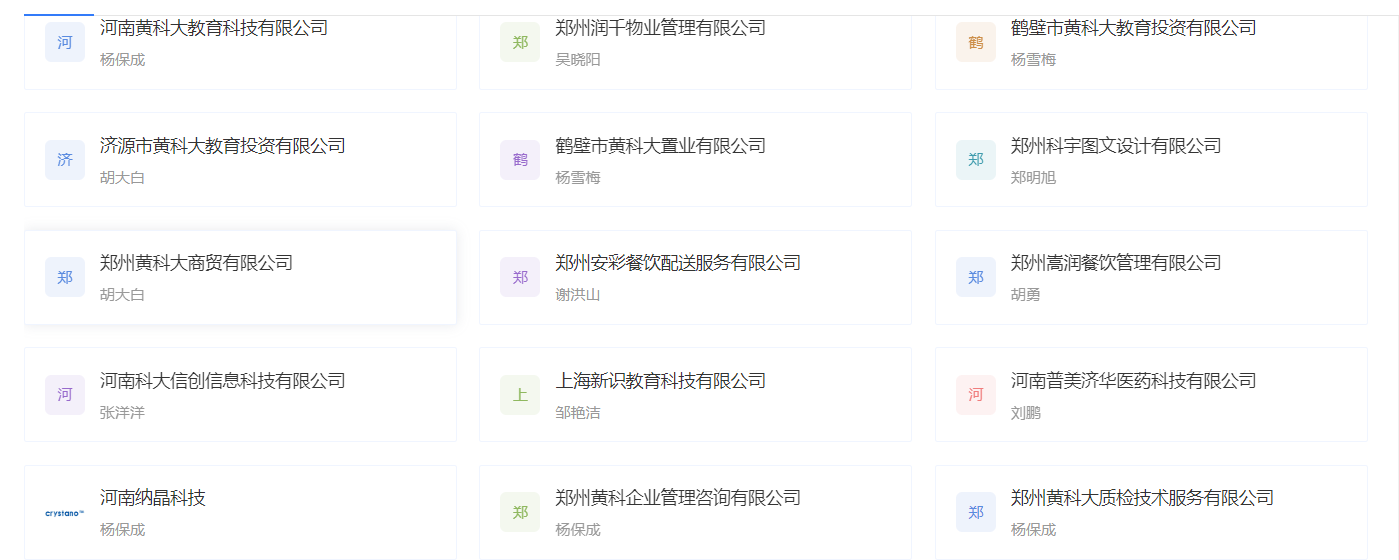 河
河南黄科大教育科技有限公司
杨保成
郑
郑州润千物业管理有限公司
吴晓阳
鹤
鹤壁市黄科大教育投资有限公司
杨雪梅
济
济源市黄科大教育投资有限公司
胡大白
鹤
鹤壁市黄科大置业有限公司
杨雪梅
郑
郑州科宇图文设计有限公司
郑明旭
郑
郑州黄科大商贸有限公司
胡大白
郑
郑州安彩餐饮配送服务有限公司
谢洪山
郑
郑州嵩润餐饮管理有限公司
胡勇
河
河南科大信创信息科技有限公司
张洋洋
上
上海新识教育科技有限公司
邹艳洁
河
河南普美济华医药科技有限公司
刘鹏
crystano™
河南纳晶科技
杨保成
郑
郑州黄科企业管理咨询有限公司
杨保成
郑
郑州黄科大质检技术服务有限公司
杨保成